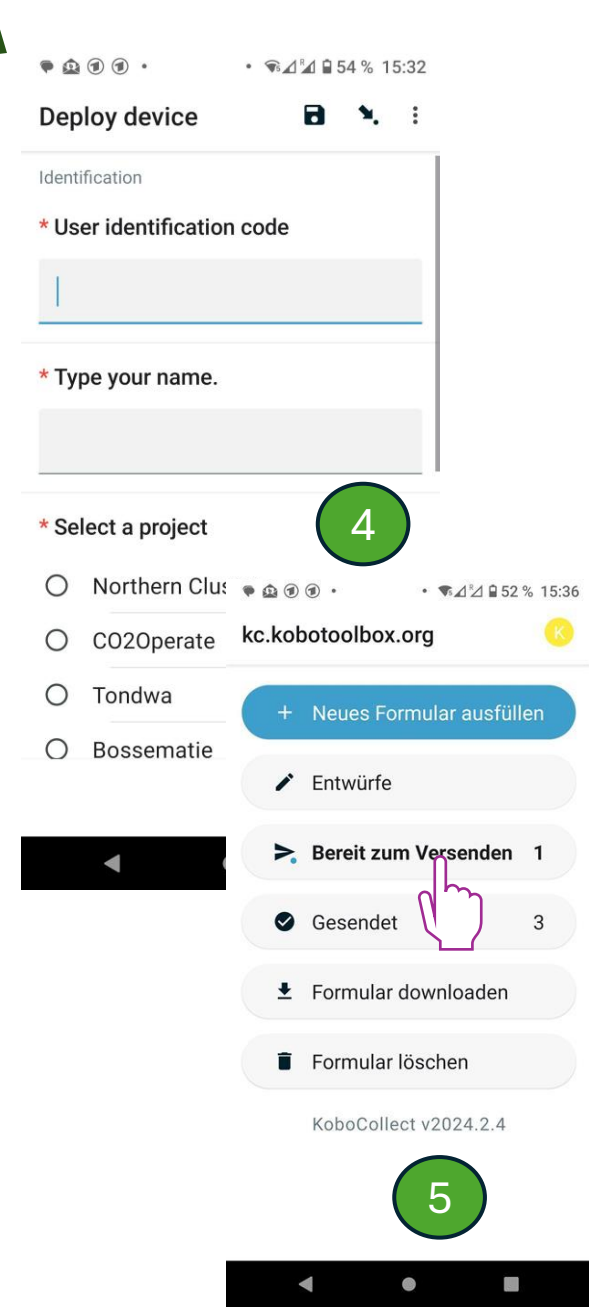 54 % 15:32
Deploy device
Identification
* User identification code
* Type your name.
* Select a project
Northern Clus
CO2Operate
Tondwa
Bossematie
4
52 % 15:36
kc.kobotoolbox.org
K
+ Neues Formular ausfüllen
Entwürfe
Bereit zum Versenden 1
Gesendet 3
Formular downloaden
Formular löschen
KoboCollect v2024.2.4
5